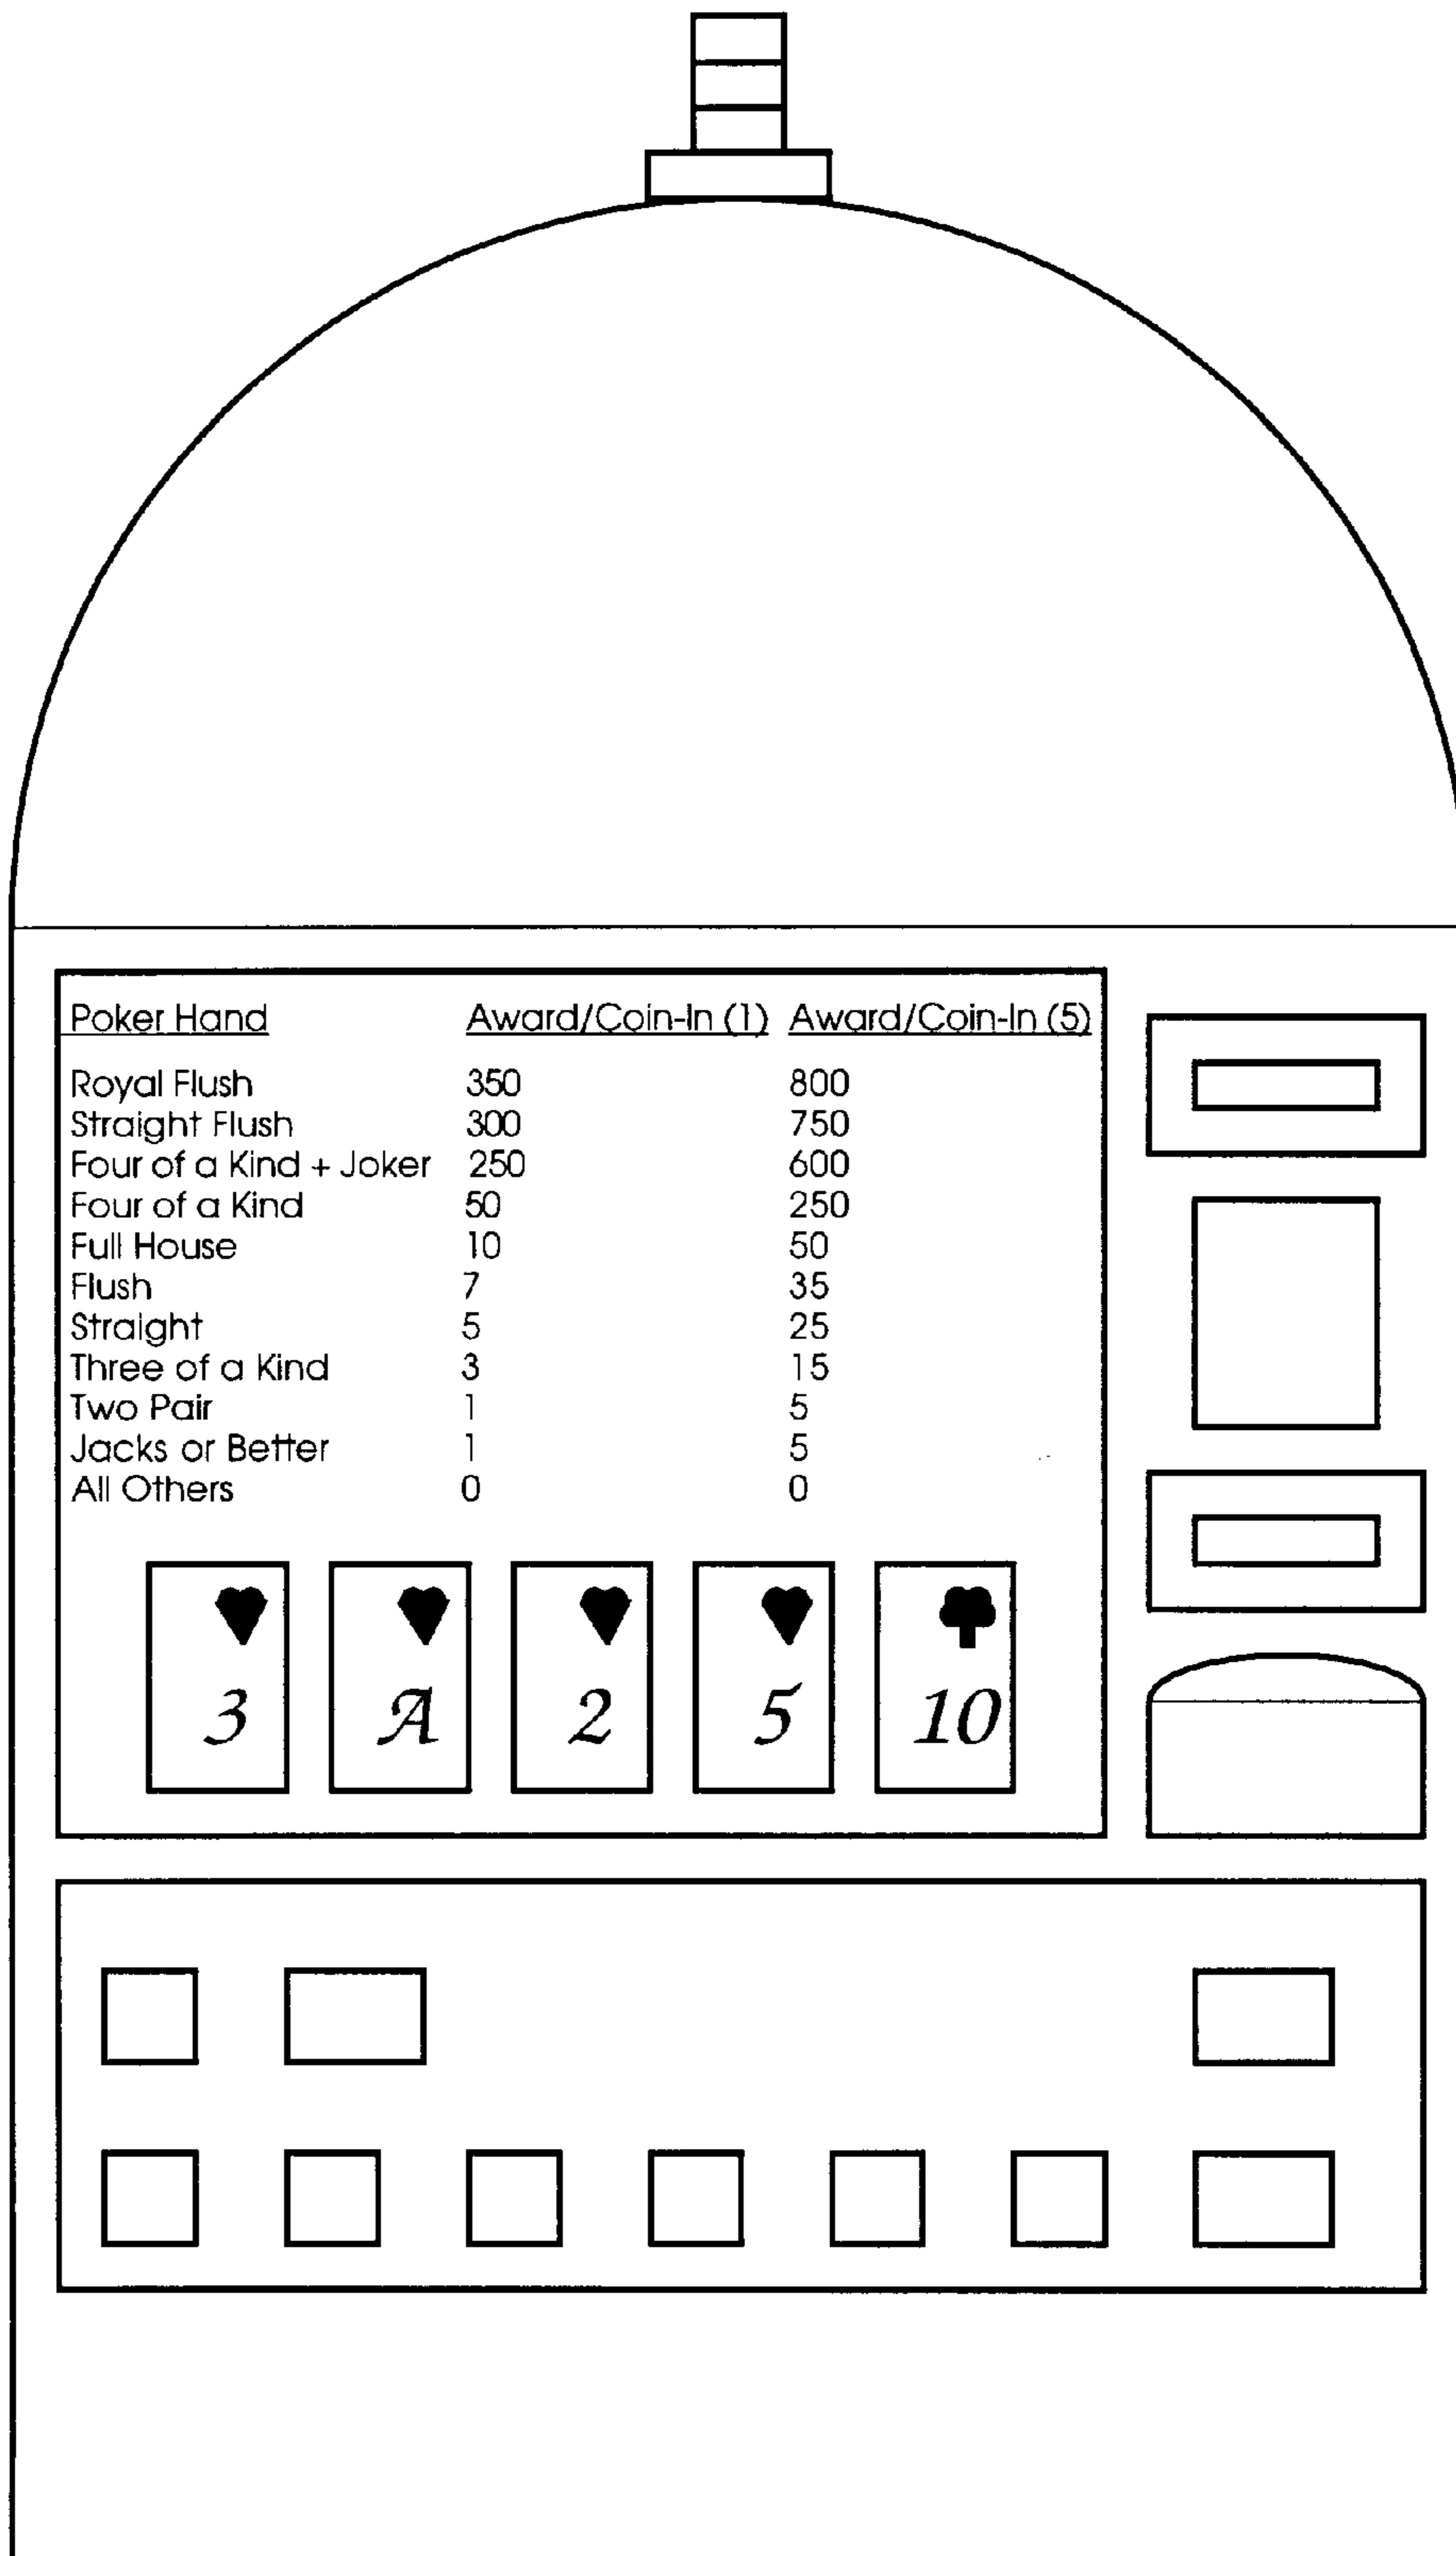 Poker Hand Award/Coin-In (1) Award/Coin-In (5)
Royal Flush 350 800
Straight Flush 300 750
Four of a Kind + Joker 250 600
Four of a Kind 50 250
Full House 10 50
Flush 7 35
Straight 5 25
Three of a Kind 3 15
Two Pair 1 5
Jacks or Better 1 5
All Others 0 0
3 A 2 5 10